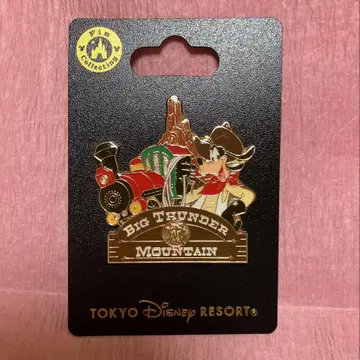 Pin
Collecting
BIG THUNDER
MOUNTAIN
TOKYO Disney RESORT®